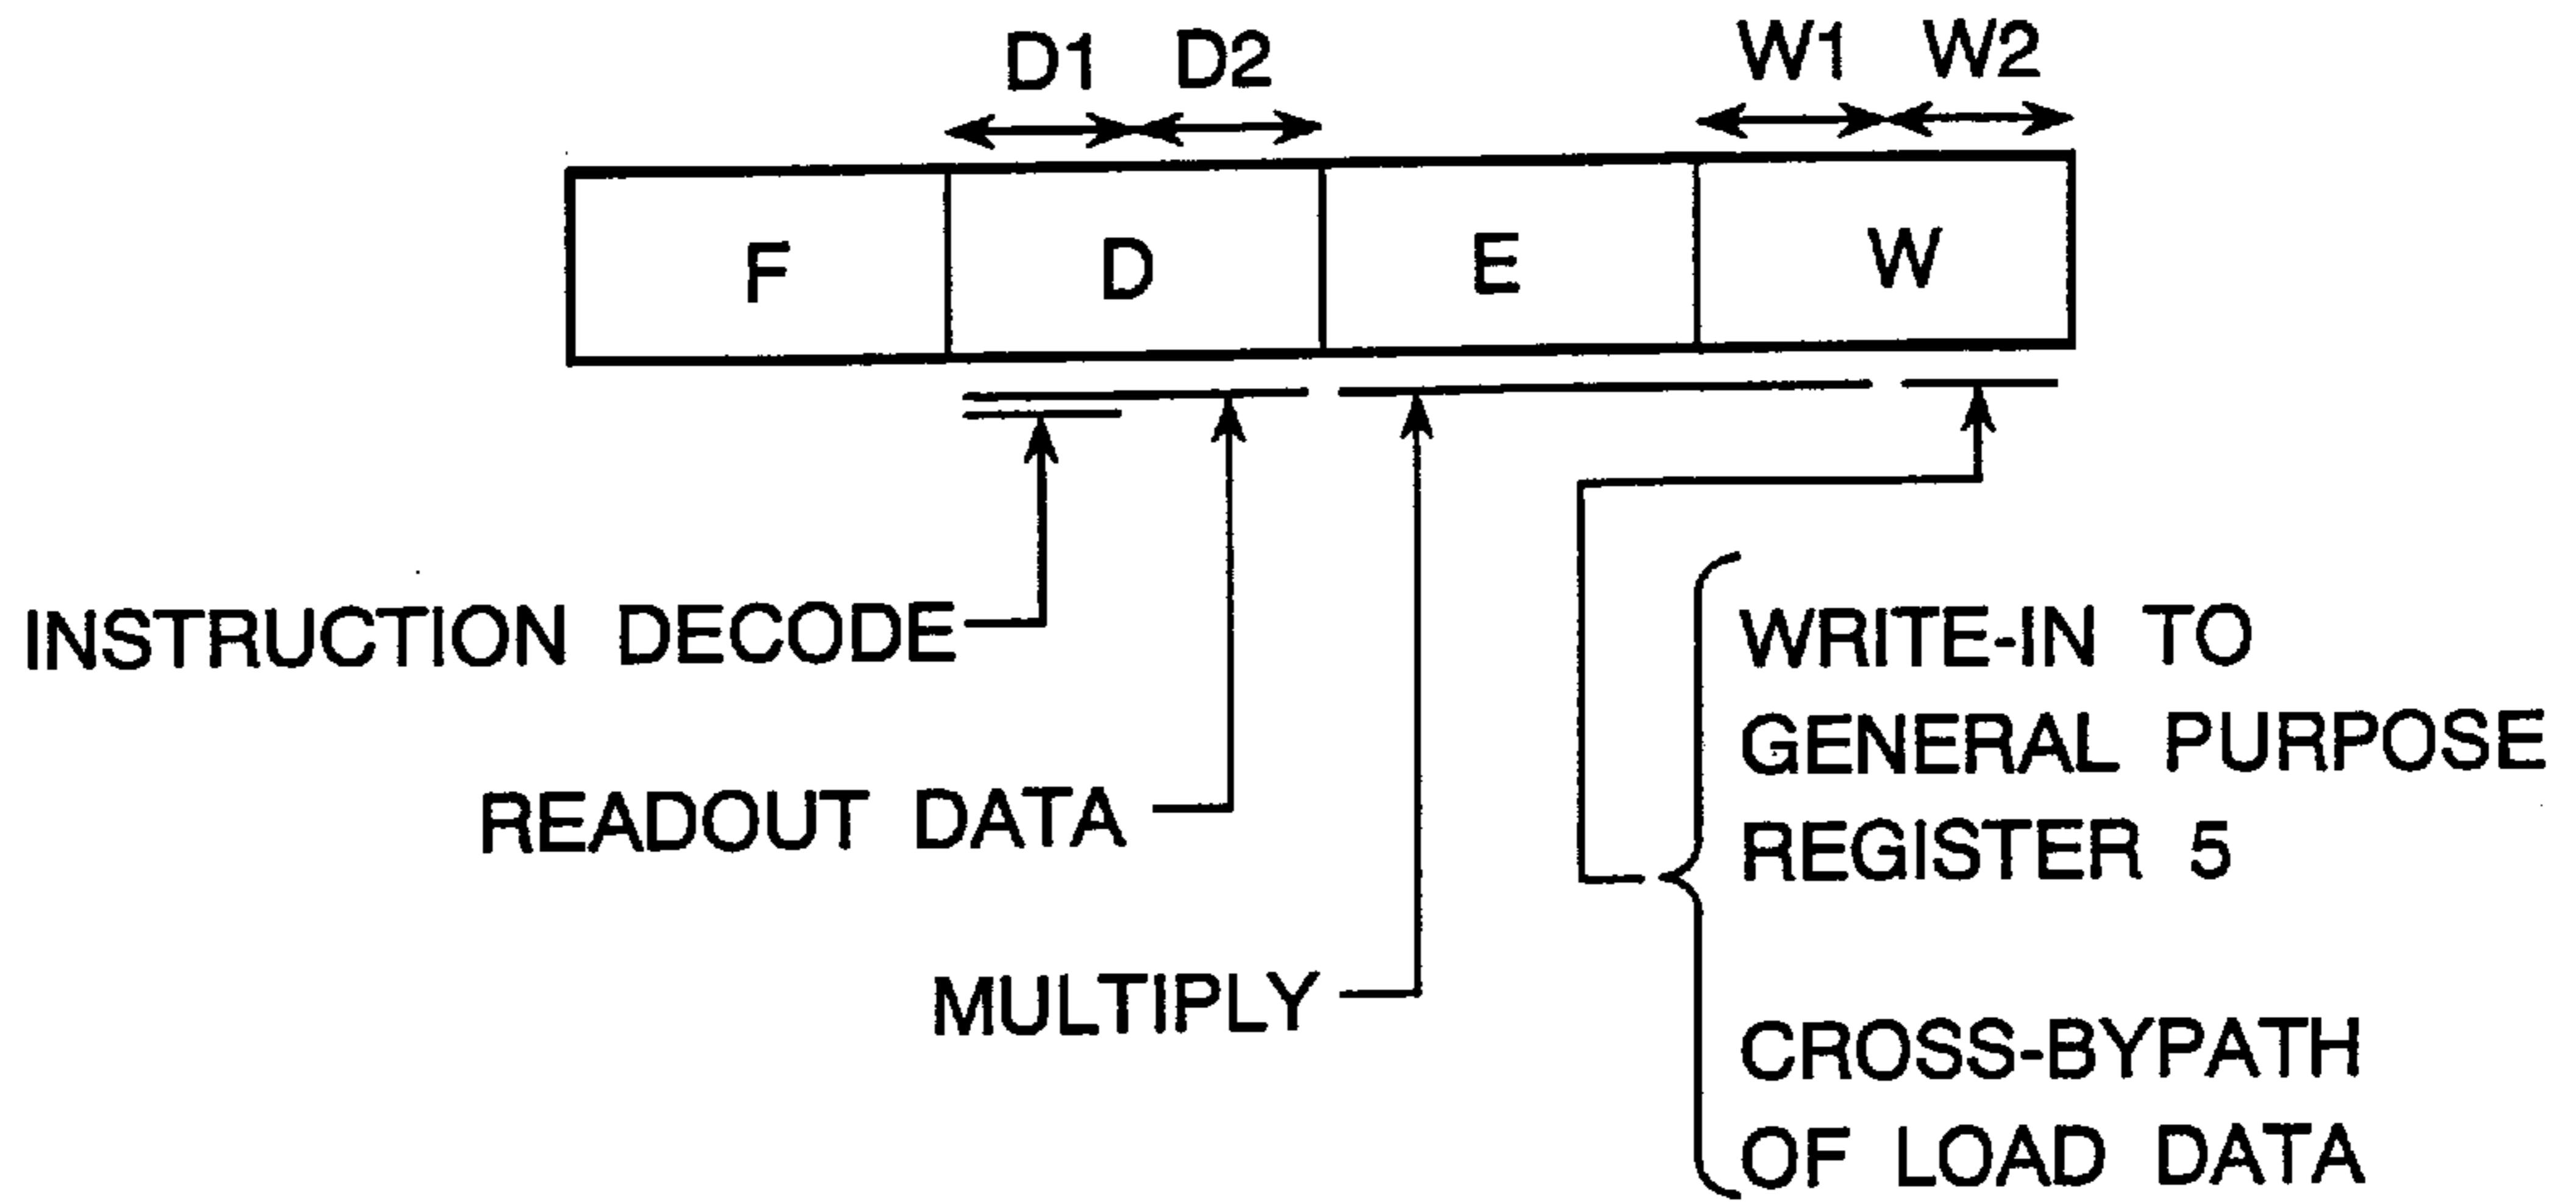 D1 D2 W1 W2
F D E W
INSTRUCTION DECODE
READOUT DATA
MULTIPLY
WRITE-IN TO
GENERAL PURPOSE
REGISTER 5
CROSS-BYPATH
OF LOAD DATA